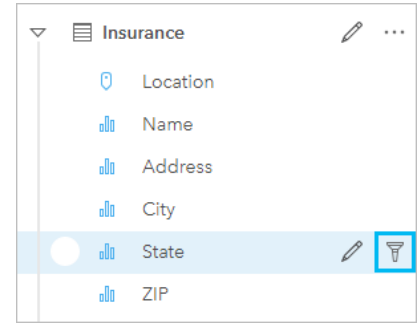 Insurance
Location
Name
Address
City
State
ZIP